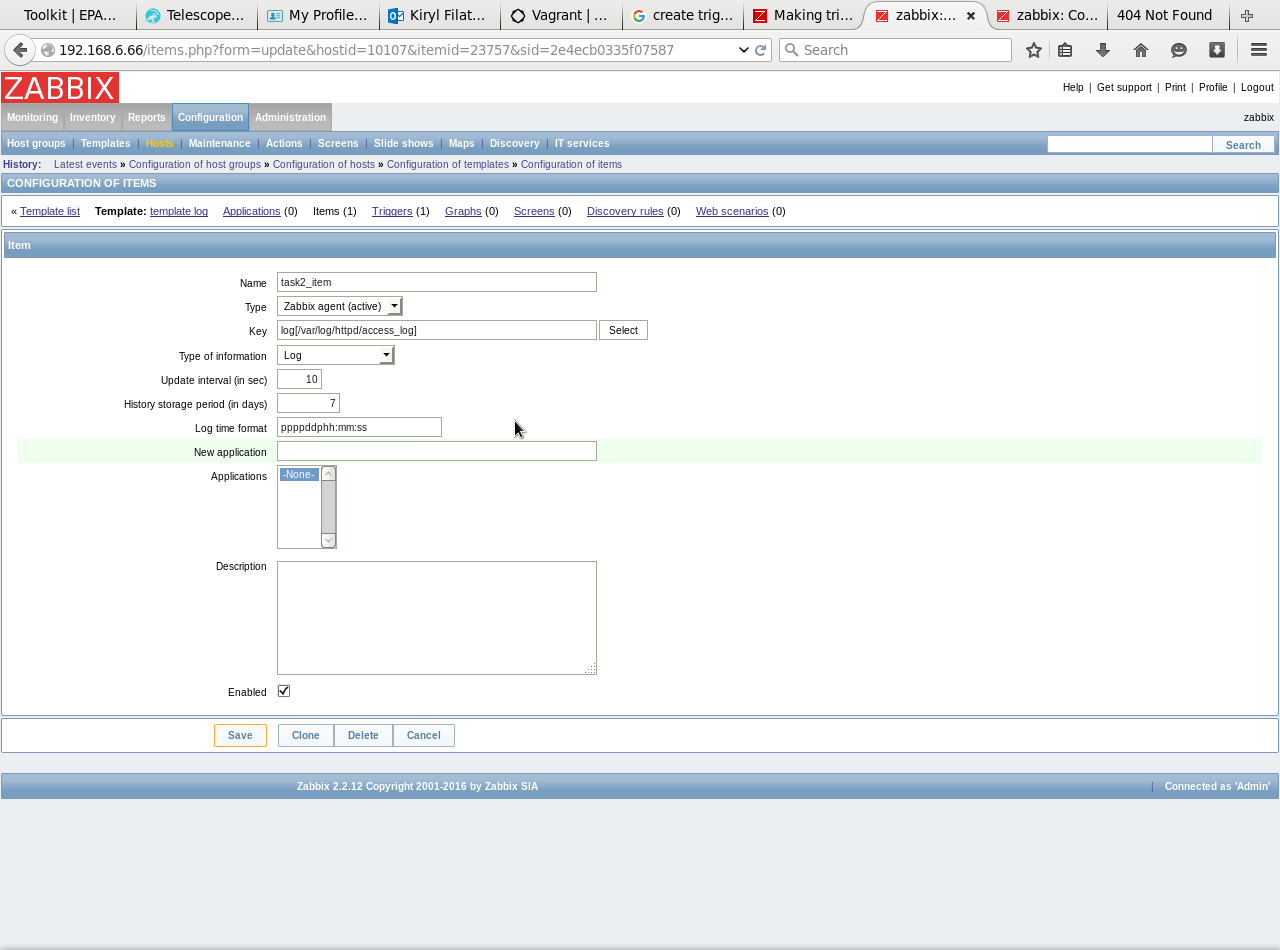 Toolkit | EPA... Telescope... My Profile... Kiryl Filat... Vagrant | ... create trig... Making tri... zabbix:... zabbix: Co... 404 Not Found
192.168.6.66/items.php?form=update&hostid=10107&itemid=23757&sid=2e4ecb0335f07587 Search
ZABBIX
Help | Get support | Print | Profile | Logout
Monitoring Inventory Reports Configuration Administration zabbix
Host groups | Templates | Hosts | Maintenance | Actions | Screens | Slide shows | Maps | Discovery | IT services Search
History: Latest events » Configuration of host groups » Configuration of hosts » Configuration of templates » Configuration of items
CONFIGURATION OF ITEMS
« Template list Template: template log Applications (0) Items (1) Triggers (1) Graphs (0) Screens (0) Discovery rules (0) Web scenarios (0)
Item
Name task2_item
Type Zabbix agent (active)
Key log[/var/log/httpd/access_log] Select
Type of information Log
Update interval (in sec) 10
History storage period (in days) 7
Log time format ppppddphh:mm:ss
New application
Applications -None-
Description
Enabled
Save Clone Delete Cancel
Zabbix 2.2.12 Copyright 2001-2016 by Zabbix SIA | Connected as 'Admin'